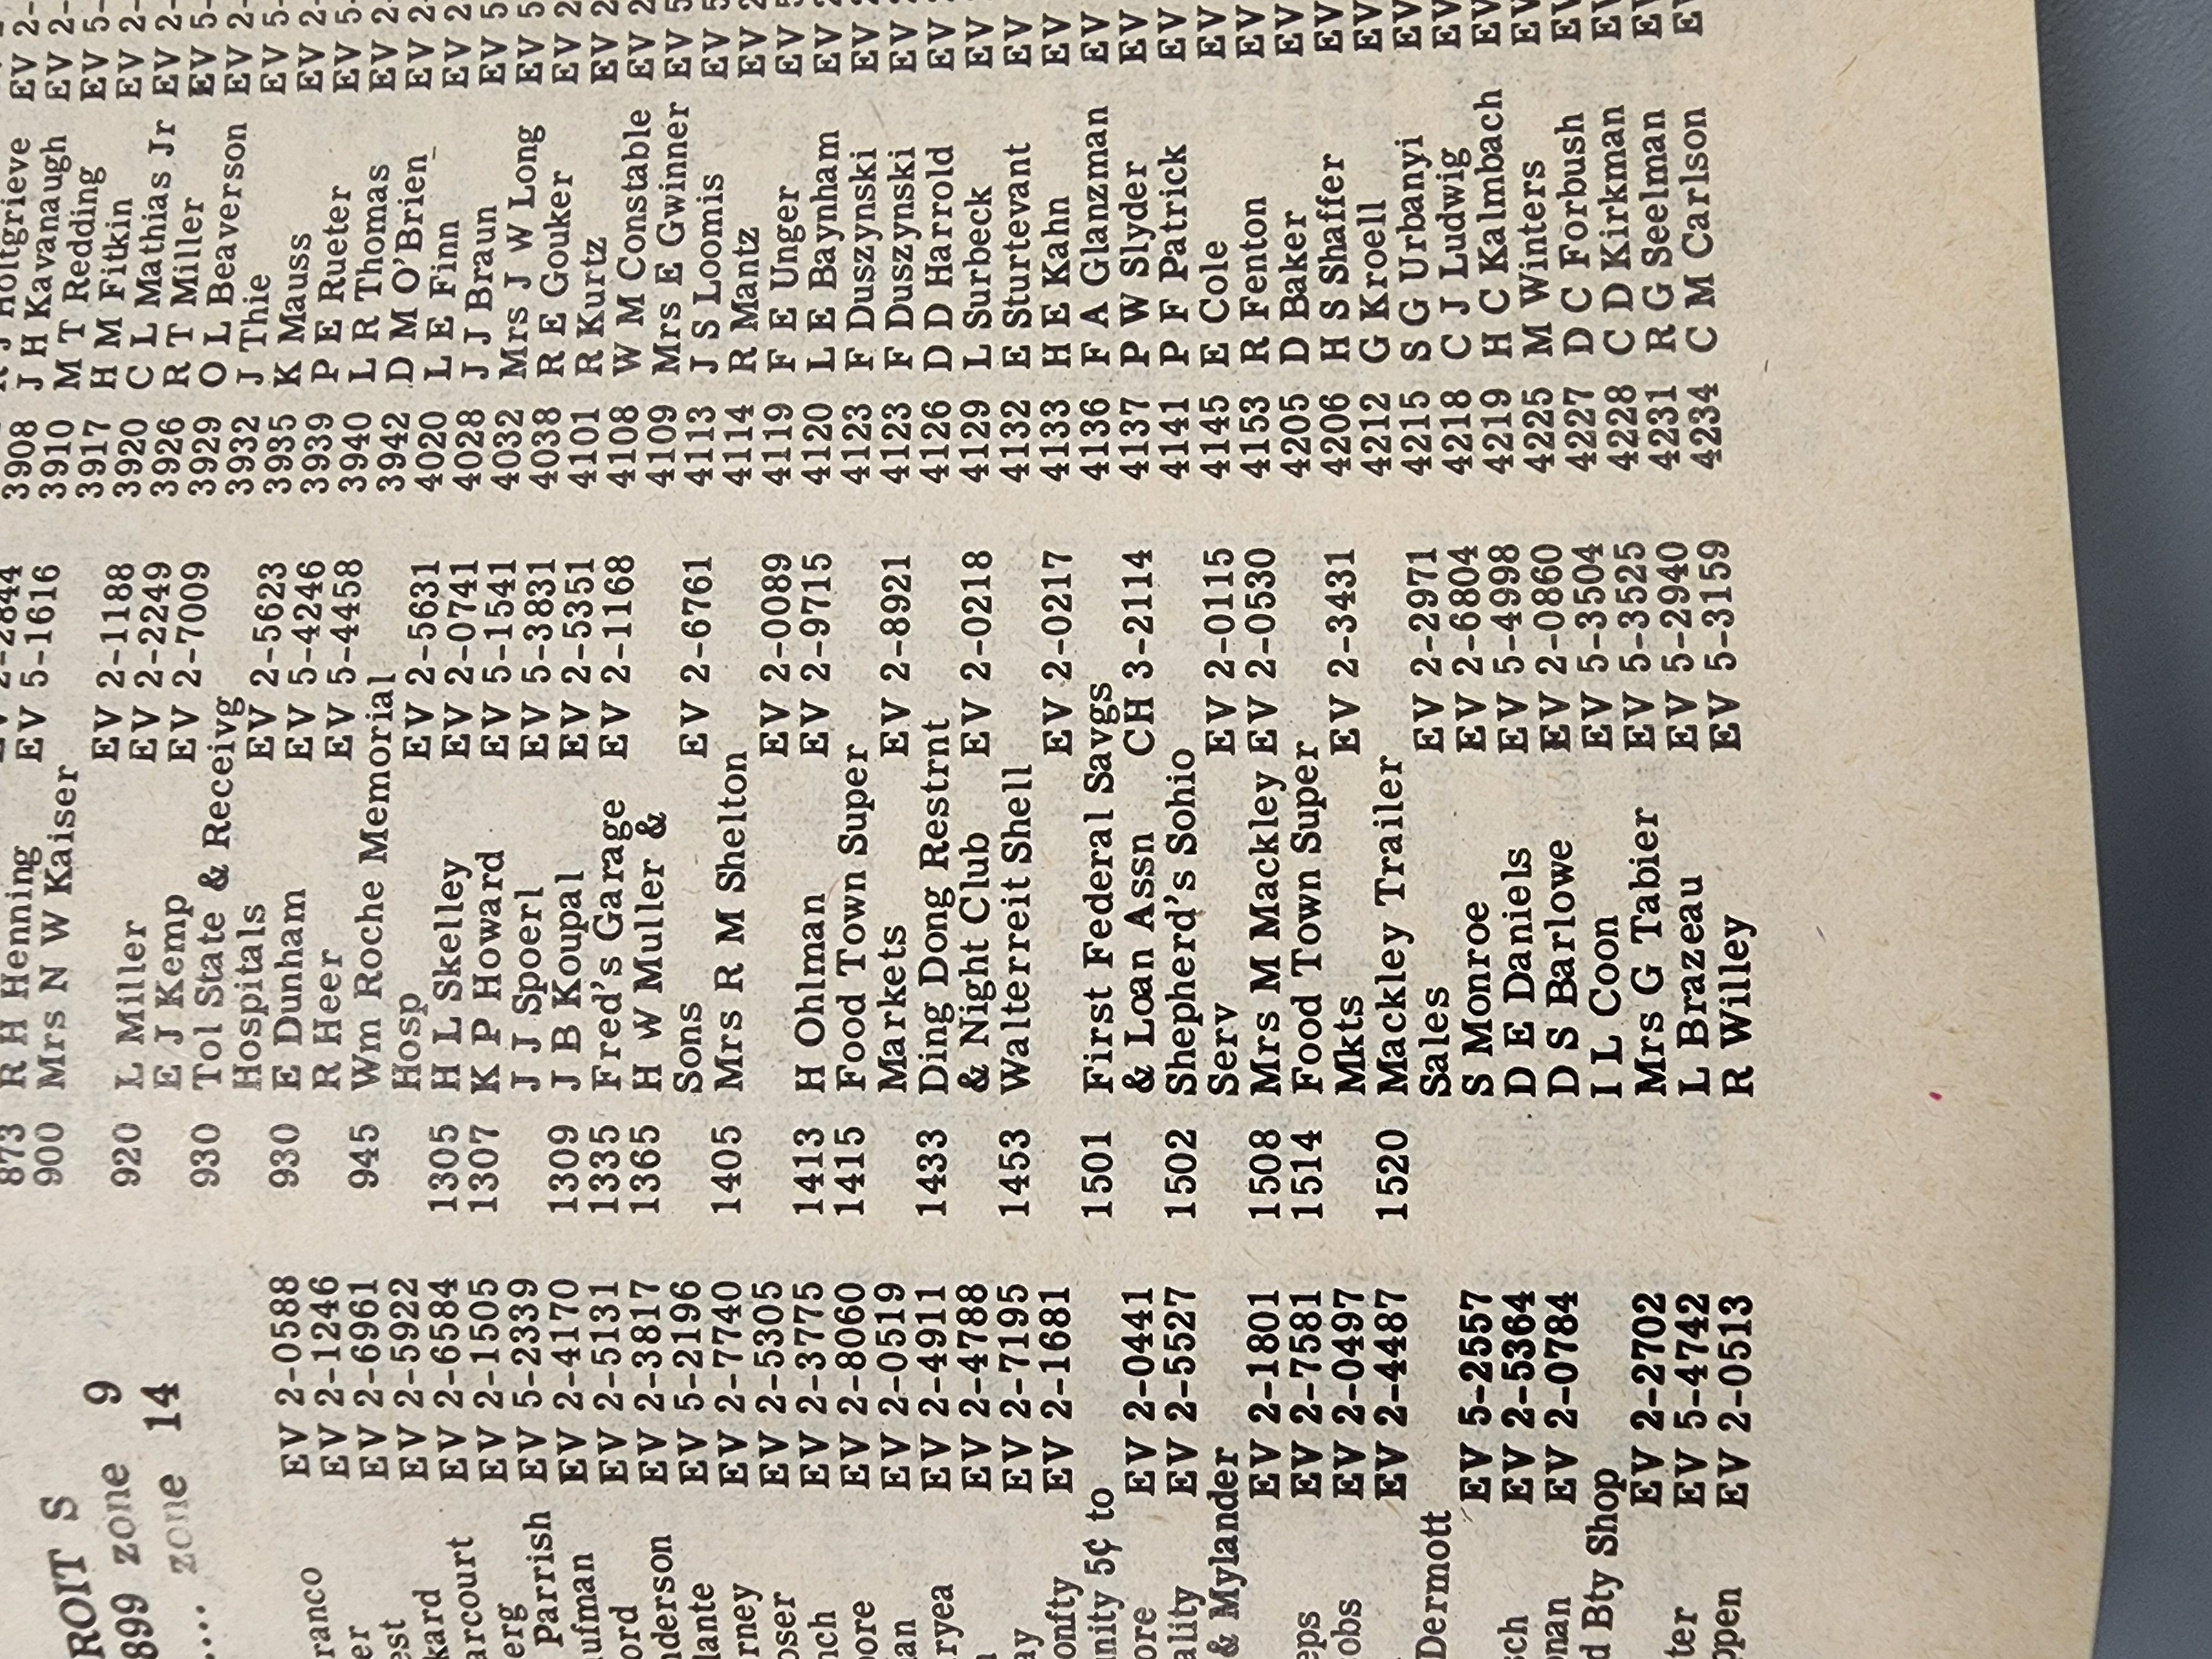 ROIT S
899 zone 9
.... zone 14
ranco EV 2-0588
er EV 2-1246
est EV 2-6961
kard EV 2-5922
arcourt EV 2-6584
erg EV 2-1505
Parrish EV 5-2339
aufman EV 2-4170
ord EV 2-5131
nderson EV 2-3817
lante EV 5-2196
rney EV 2-7740
oser EV 2-5305
nch EV 2-3775
oore EV 2-8060
an EV 2-0519
ryea EV 2-4911
EV 2-4788
ay EV 2-7195
onfty EV 2-1681
unity 5¢ to
ore EV 2-0441
ality EV 2-5527
& Mylander
EV 2-1801
eps EV 2-7581
obs EV 2-0497
EV 2-4487
Dermott
EV 5-2557
sch EV 2-5364
man EV 2-0784
d Bty Shop
EV 2-2702
ter EV 5-4742
ppen EV 2-0513
2-2844
873 R H Henning EV 5-1616
900 Mrs N W Kaiser
EV 2-1188
920 L Miller EV 2-2249
E J Kemp EV 2-7009
930 Tol State & Receivg
Hospitals EV 2-5623
930 E Dunham EV 5-4246
R Heer EV 5-4458
945 Wm Roche Memorial
Hosp EV 2-5631
1305 H L Skelley EV 2-0741
1307 K P Howard EV 5-1541
J J Spoerl EV 5-3831
1309 J B Koupal EV 2-5351
1335 Fred's Garage EV 2-1168
1365 H W Muller &
Sons EV 2-6761
1405 Mrs R M Shelton
EV 2-0089
1413 H Ohlman EV 2-9715
1415 Food Town Super
Markets EV 2-8921
1433 Ding Dong Restrnt
& Night Club EV 2-0218
1453 Walterreit Shell
EV 2-0217
1501 First Federal Savgs
& Loan Assn CH 3-2114
1502 Shepherd's Sohio
Serv EV 2-0115
1508 Mrs M Mackley EV 2-0530
1514 Food Town Super
Mkts EV 2-3431
1520 Mackley Trailer
Sales EV 2-2971
S Monroe EV 2-6804
D E Daniels EV 5-4998
D S Barlowe EV 2-0860
I L Coon EV 5-3504
Mrs G Tabier EV 5-3525
L Brazeau EV 5-2940
R Willey EV 5-3159
J Holtgrieve EV 2-
3908 J H Kavanaugh EV 2-
3910 M T Redding EV 5-
3917 H M Fitkin EV 2-
3920 C L Mathias Jr EV 2-
3926 R T Miller EV 5-
3929 O L Beaverson EV 2-
3932 J Thie EV 5-
3935 K Mauss EV 2-
3939 P E Rueter EV 5-
3940 L R Thomas EV 2-
3942 D M O'Brien EV 2-
4020 L E Finn EV 2
4028 J J Braun EV 5
4032 Mrs J W Long EV 5
4038 R E Gouker EV 2
4101 R Kurtz EV 2
4108 W M Constable EV 2
4109 Mrs E Gwinner EV 5
4113 J S Loomis EV 5
4114 R Mantz EV 2
4119 F E Unger EV
4120 L E Baynham EV 2
4123 F Duszynski EV
4123 F Duszynski EV
4126 D D Harrold EV
4129 L Surbeck EV
4132 E Sturtevant EV
4133 H E Kahn EV
4136 F A Glanzman EV
4137 P W Slyder EV
4141 P F Patrick EV
4145 E Cole EV
4153 R Fenton EV
4205 D Baker EV
4206 H S Shaffer EV
4212 G Kroell EV
4215 S G Urbanyi EV
4218 C J Ludwig EV
4219 H C Kalmbach EV
4225 M Winters EV
4227 D C Forbush EV
4228 C D Kirkman EV
4231 R G Seelman EV
4234 C M Carlson EV